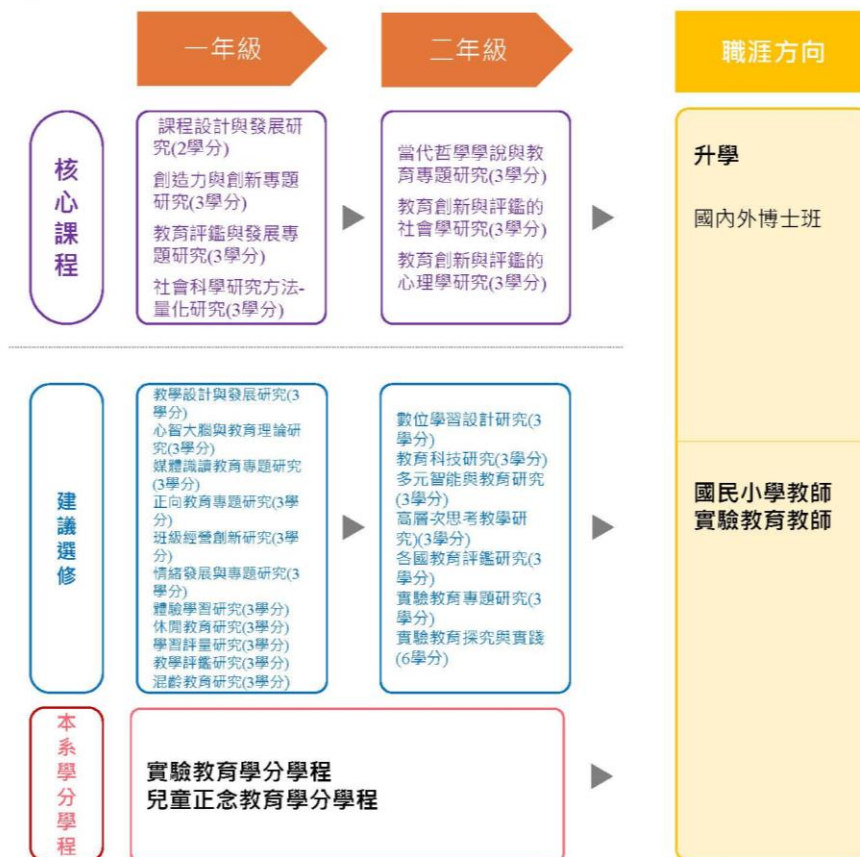 一年級
二年級
職涯方向
核心課程
課程設計與發展研
究(2學分)
創造力與創新專題
研究(3學分)
教育評鑑與發展專
題研究(3學分)
社會科學研究方法-
量化研究(3學分)
當代哲學學說與教
育專題研究(3學分)
教育創新與評鑑的
社會學研究(3學分)
教育創新與評鑑的
心理學研究(3學分)
升學
國內外博士班
建議選修
教學設計與發展研究(3
學分)
心智大腦與教育理論研
究(3學分)
媒體識讀教育專題研究
(3學分)
正向教育專題研究(3學
分)
班級經營創新研究(3學
分)
情緒發展與專題研究(3
學分)
體驗學習研究(3學分)
休閒教育研究(3學分)
學習評量研究(3學分)
教學評鑑研究(3學分)
混齡教育研究(3學分)
數位學習設計研究(3
學分)
教育科技研究(3學分)
多元智能與教育研究
(3學分)
高層次思考教學研
究)(3學分)
各國教育評鑑研究(3
學分)
實驗教育專題研究(3
學分)
實驗教育探究與實踐
(6學分)
國民小學教師
實驗教育教師
本系學分學程
實驗教育學分學程
兒童正念教育學分學程